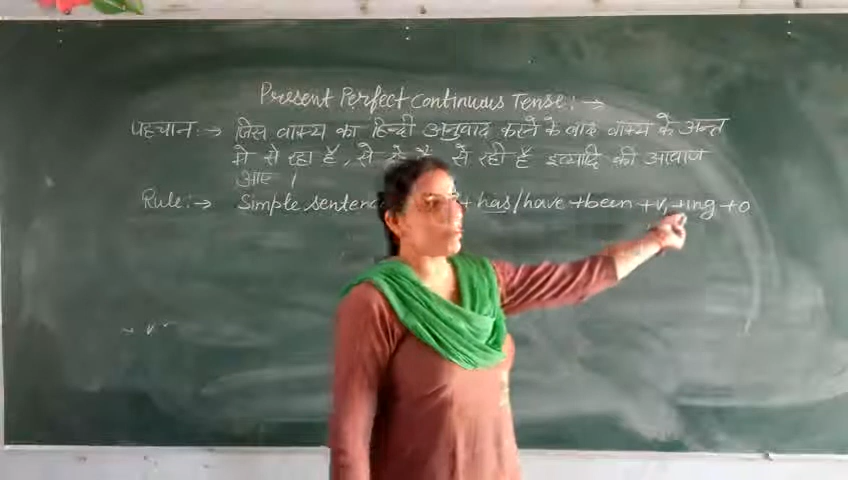 Present Perfect Continuous Tense :→
पहचान :→ जिस वाक्य का हिन्दी अनुवाद करने के बाद वाक्य के अन्त
मे से रहा है, से रहे हैं से रही है इत्यादि की आवाज
आए ।
Rule :→ Simple sentenc + has/have +been +V₁+ing +O